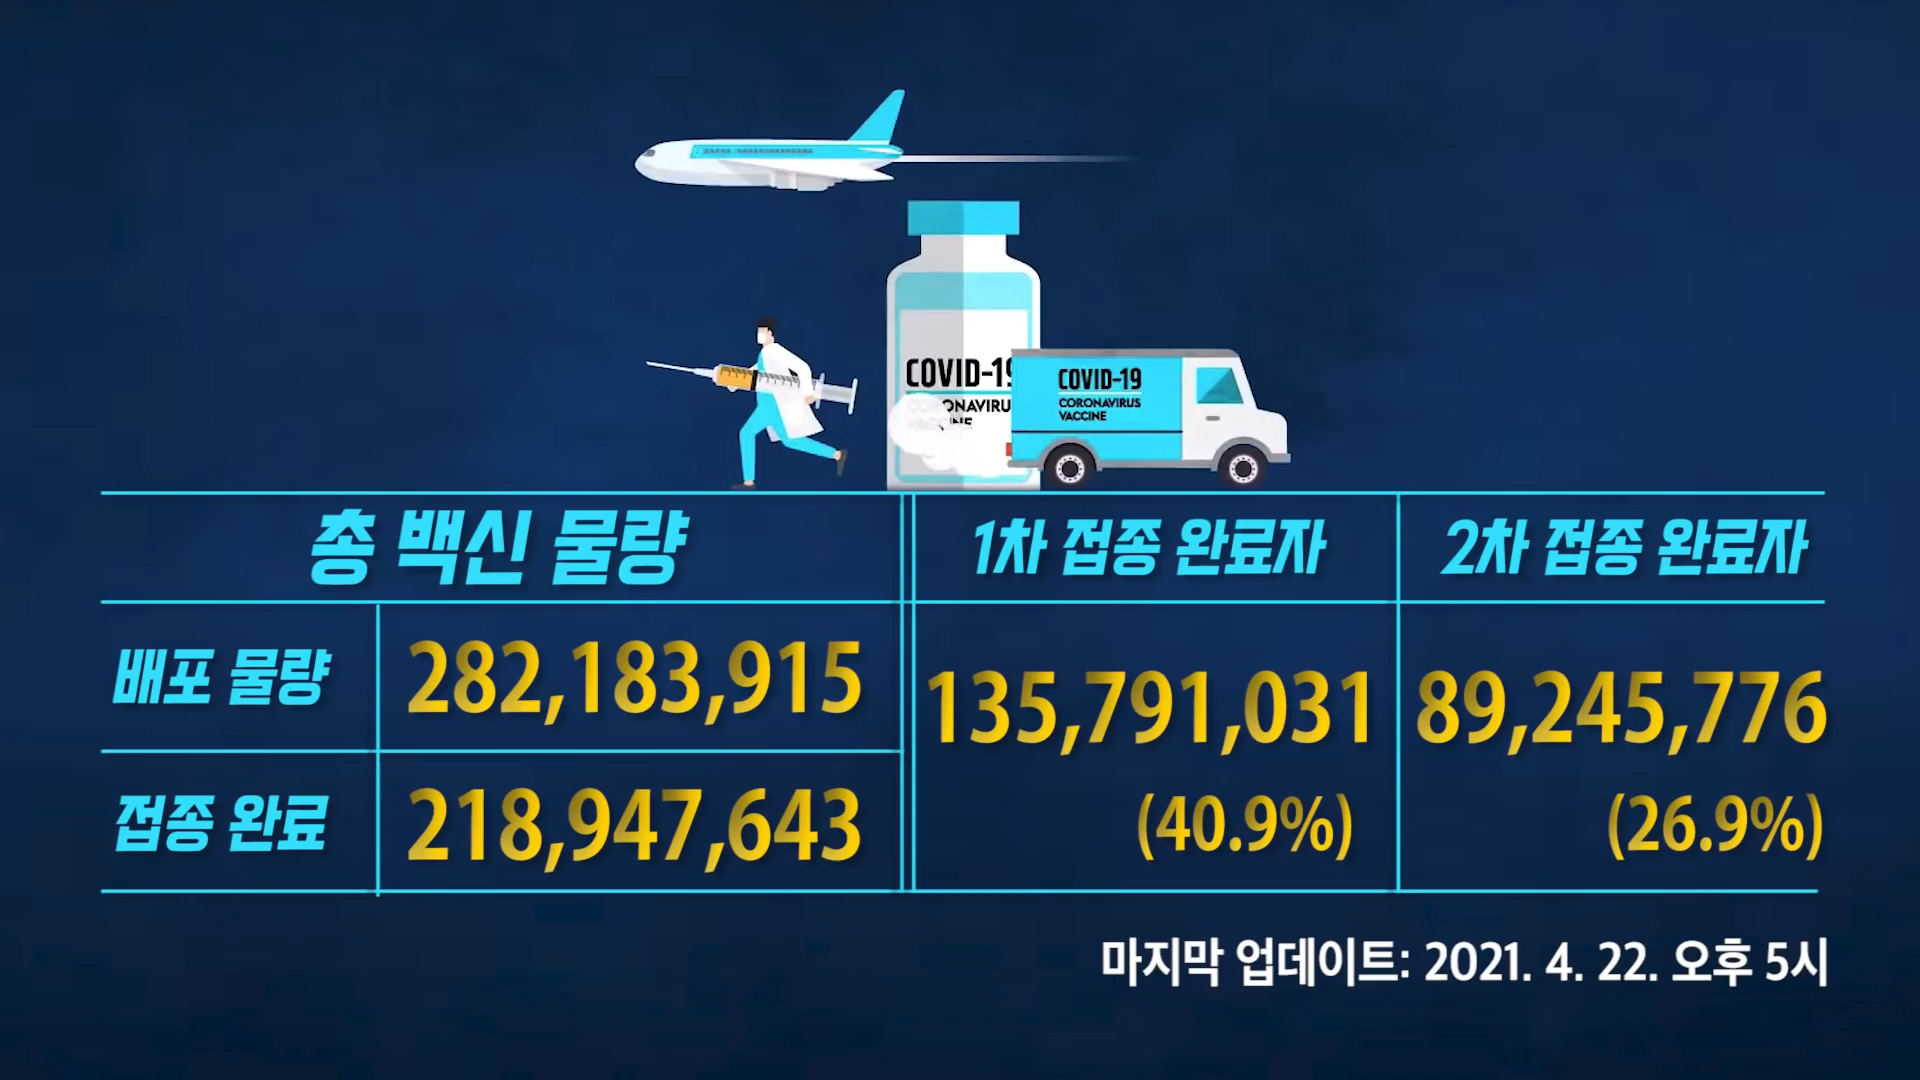 COVID-19
CORONAVIRU
COVID-19
CORONAVIRUS
VACCINE
총 백신 물량
1차 접종 완료자
2차 접종 완료자
배포 물량
282,183,915
135,791,031
89,245,776
접종 완료
218,947,643
(40.9%)
(26.9%)
마지막 업데이트: 2021. 4. 22. 오후 5시